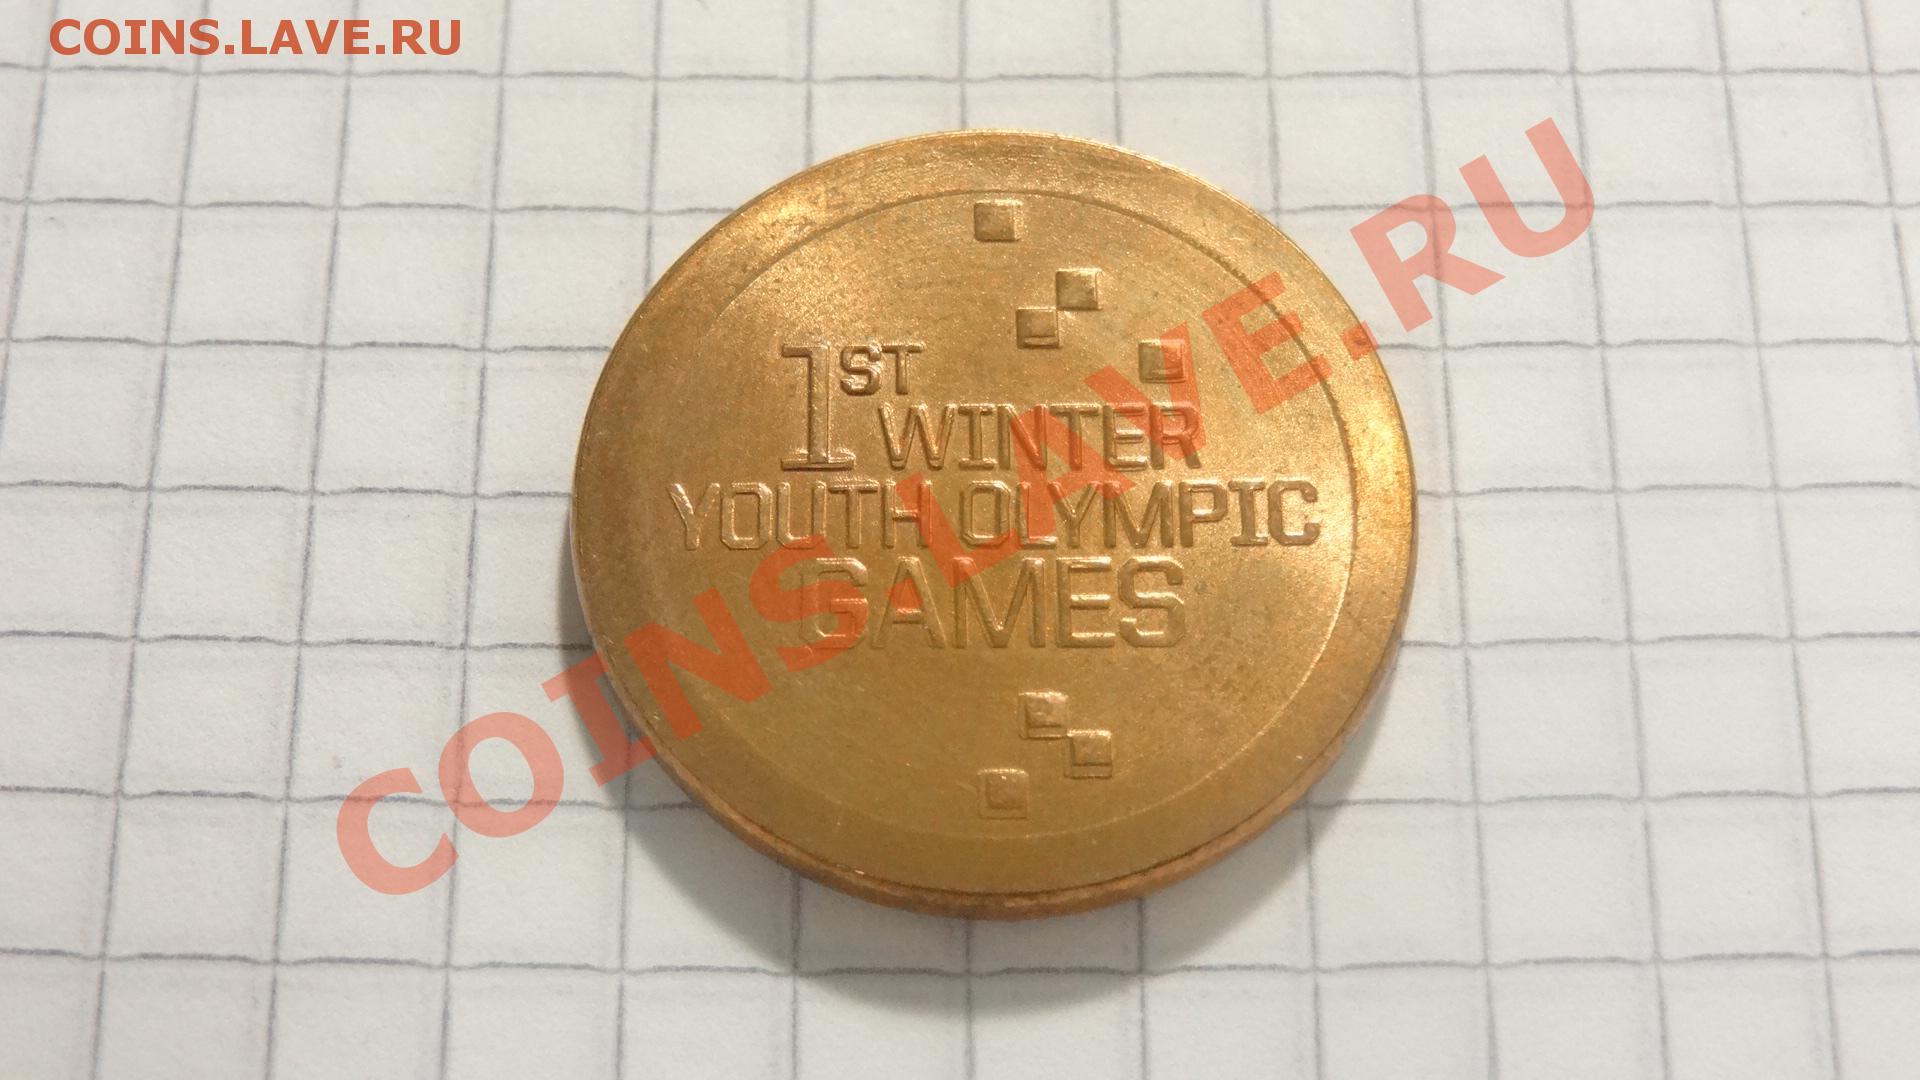 COINS.LAVE.RU
1ST
WINTER
YOUTH OLYMPIC
GAMES
COINS.LAVE.RU